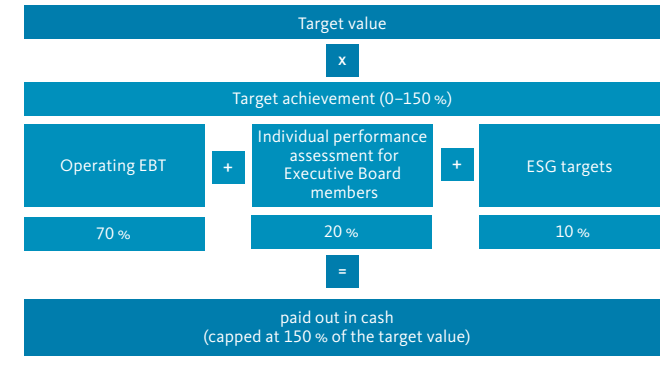 Target value
x
Target achievement (0–150 %)
Operating EBT
+
Individual performance
assessment for
Executive Board
members
+
ESG targets
70 %
20 %
10 %
=
paid out in cash
(capped at 150 % of the target value)